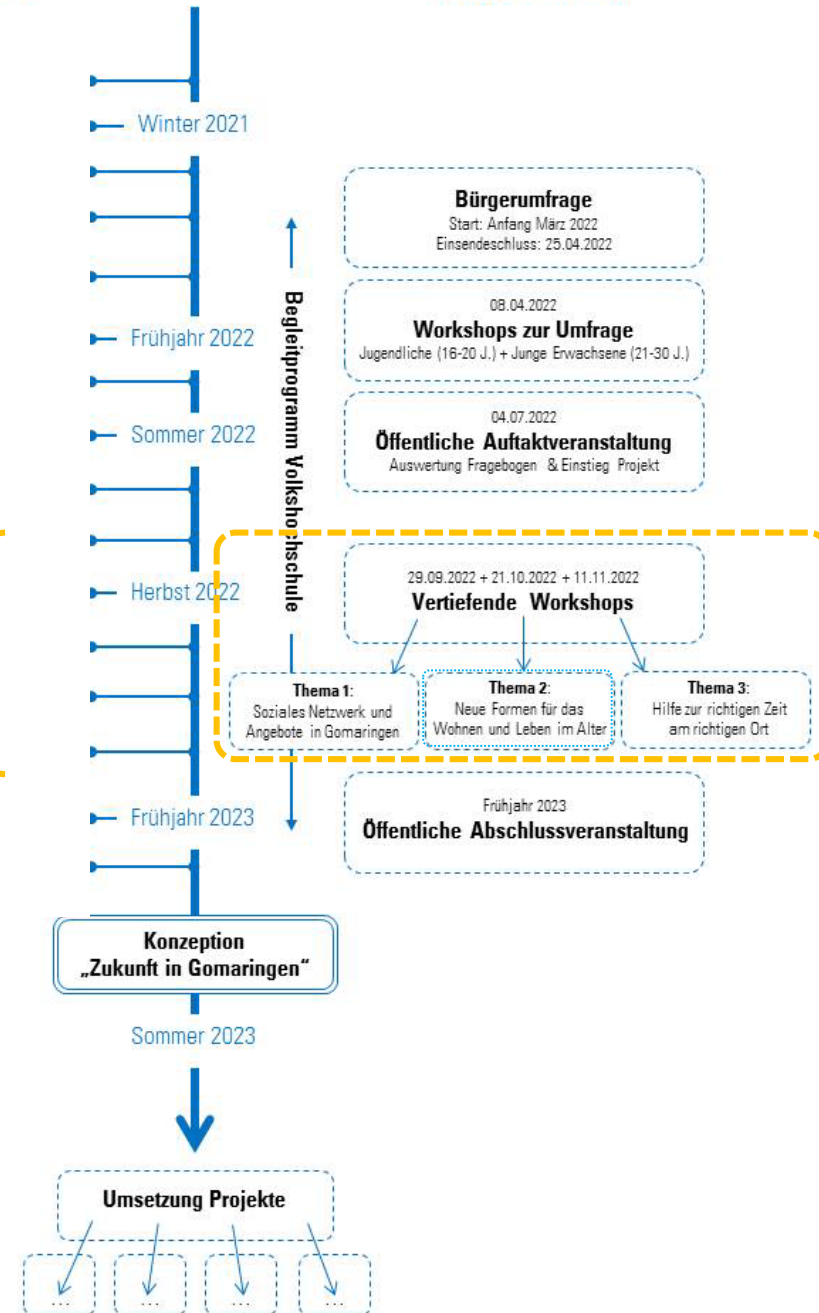 Winter 2021
Bürgerumfrage
Start: Anfang März 2022
Einsendeschluss: 25.04.2022
Begleitprogramm Volkshochschule
08.04.2022
Frühjahr 2022
Workshops zur Umfrage
Jugendliche (16-20 J.) + Junge Erwachsene (21-30 J.)
04.07.2022
Sommer 2022
Öffentliche Auftaktveranstaltung
Auswertung Fragebogen & Einstieg Projekt
29.09.2022 + 21.10.2022 + 11.11.2022
Herbst 2022
Vertiefende Workshops
Thema 1:
Soziales Netzwerk und
Angebote in Gomaringen
Thema 2:
Neue Formen für das
Wohnen und Leben im Alter
Thema 3:
Hilfe zur richtigen Zeit
am richtigen Ort
Frühjahr 2023
Frühjahr 2023
Öffentliche Abschlussveranstaltung
Konzeption
„Zukunft in Gomaringen“
Sommer 2023
Umsetzung Projekte
...
...
...
...